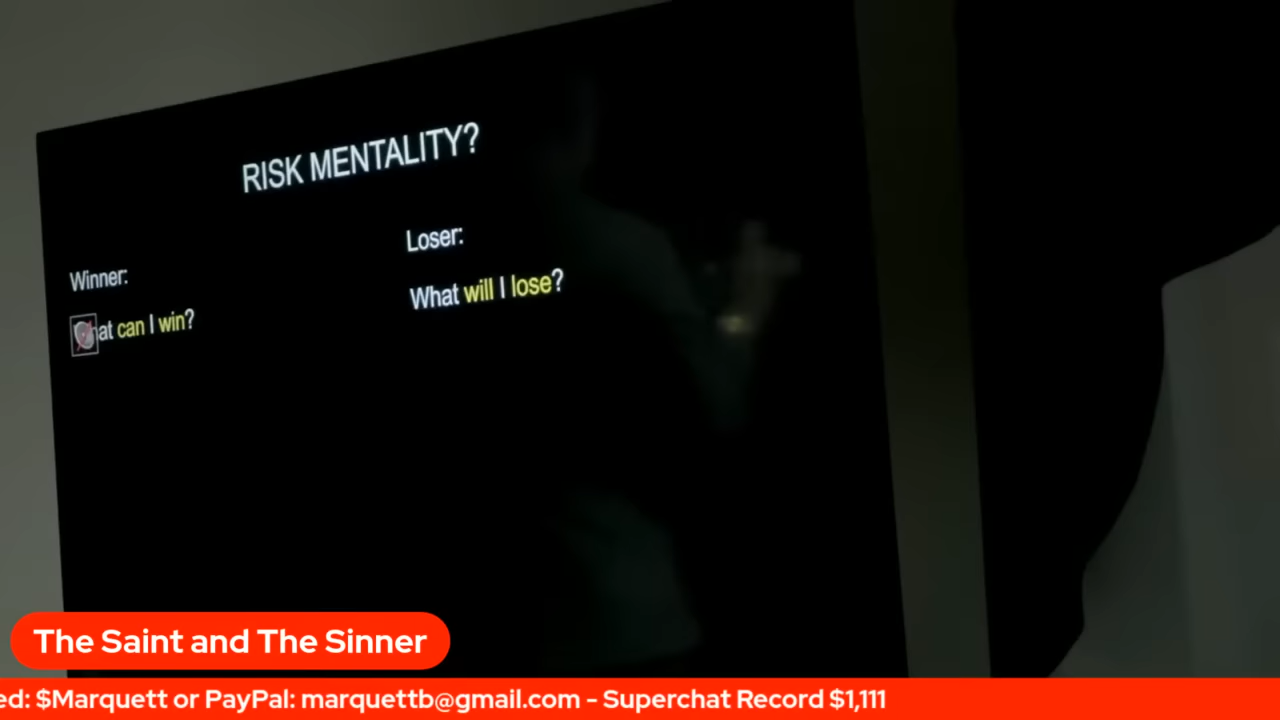 RISK MENTALITY?
Winner:
at can I win?
Loser:
What will I lose?
The Saint and The Sinner
ed: $Marquett or PayPal: marquettb@gmail.com - Superchat Record $1,111